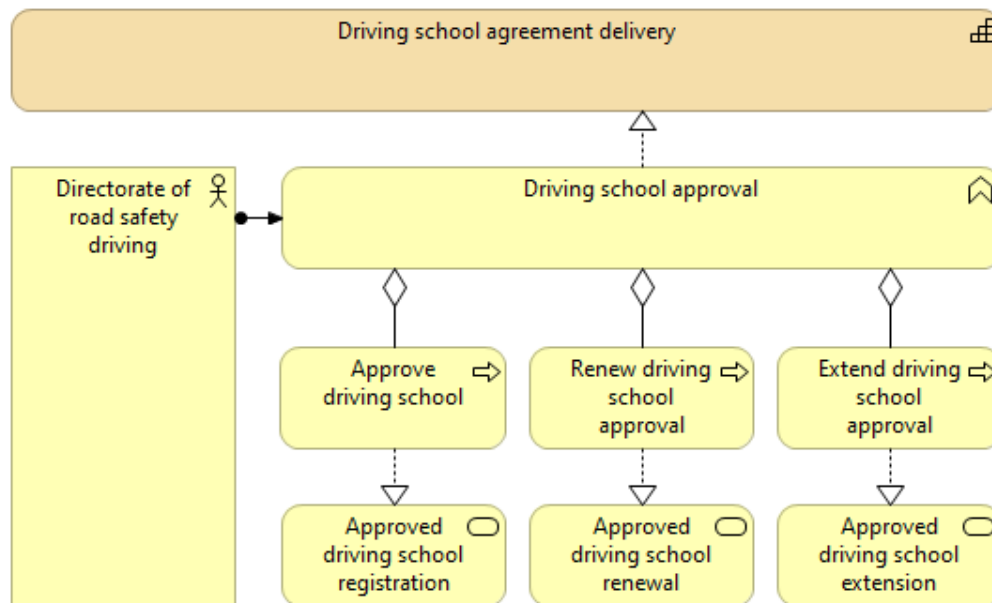 Driving school agreement delivery
Directorate of
road safety
driving
Driving school approval
Approve
driving school
Renew driving
school
approval
Extend driving
school
approval
Approved
driving school
registration
Approved
driving school
renewal
Approved
driving school
extension